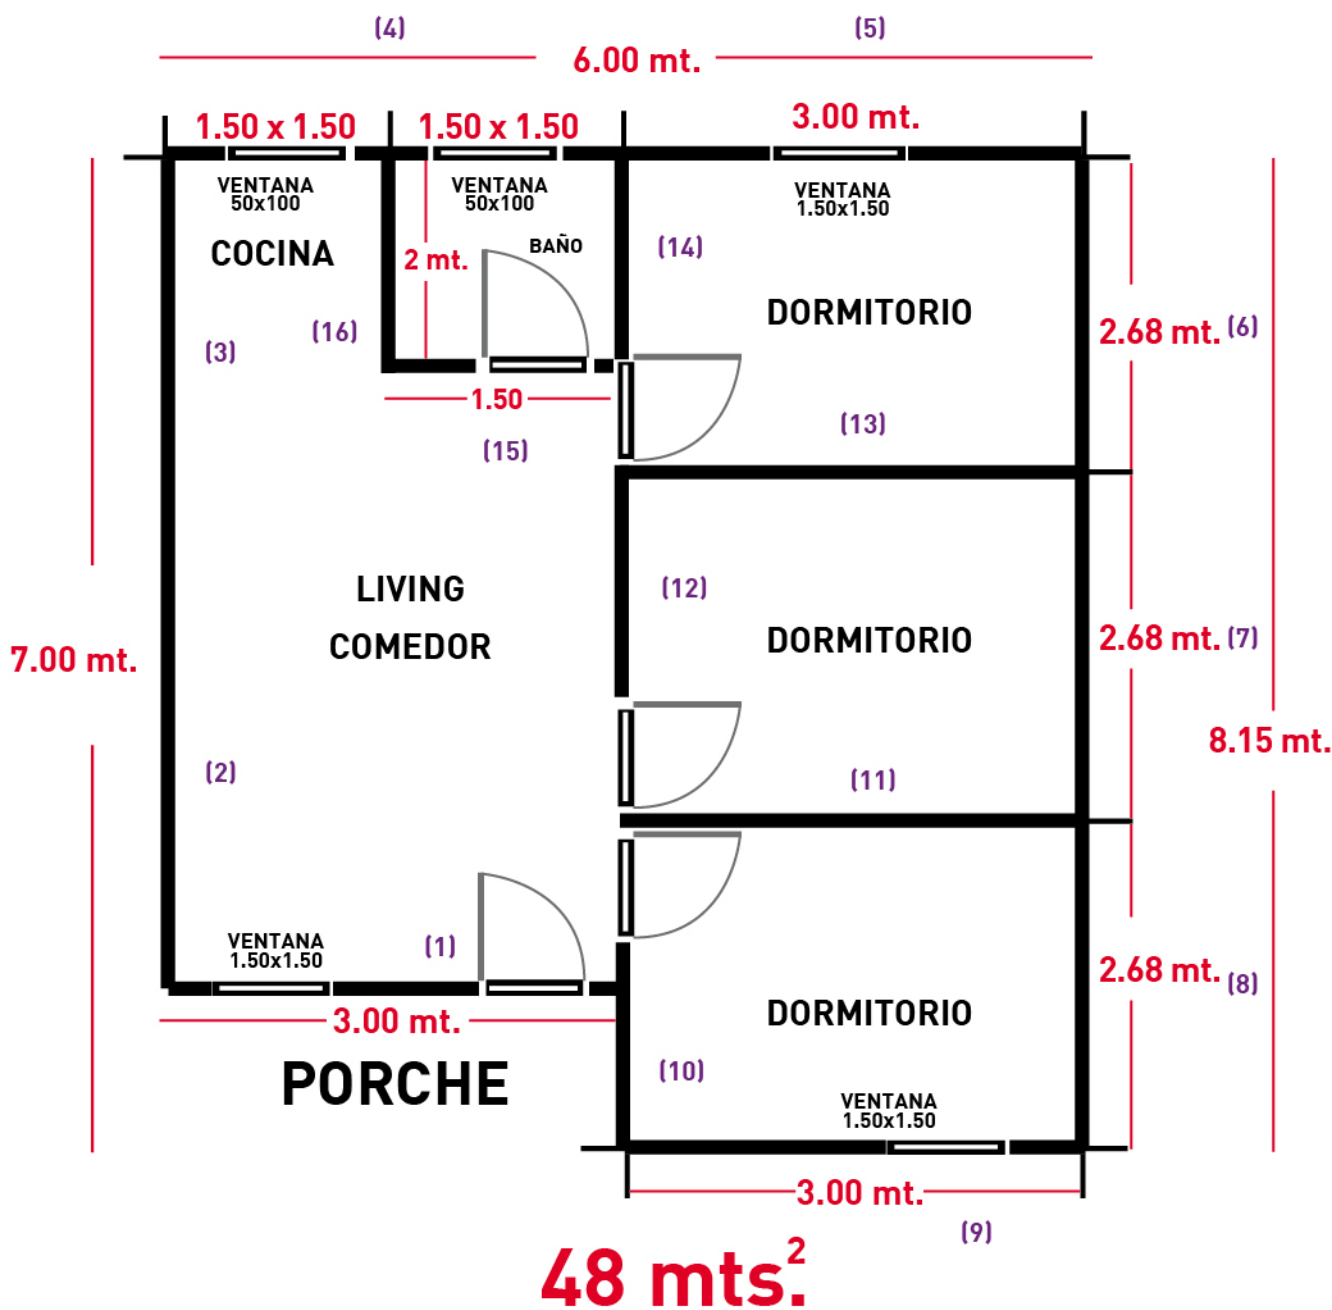 (4)
(5)
6.00 mt.
1.50 x 1.50
1.50 x 1.50
3.00 mt.
VENTANA
50x100
VENTANA
50x100
VENTANA
1.50x1.50
COCINA
BAÑO
(14)
2 mt.
DORMITORIO
(16)
(3)
2.68 mt. (6)
1.50
(13)
(15)
LIVING
COMEDOR
(12)
DORMITORIO
2.68 mt. (7)
7.00 mt.
8.15 mt.
(2)
(11)
VENTANA
1.50x1.50
(1)
2.68 mt. (8)
3.00 mt.
DORMITORIO
PORCHE
(10)
VENTANA
1.50x1.50
3.00 mt.
(9)
48 mts.²